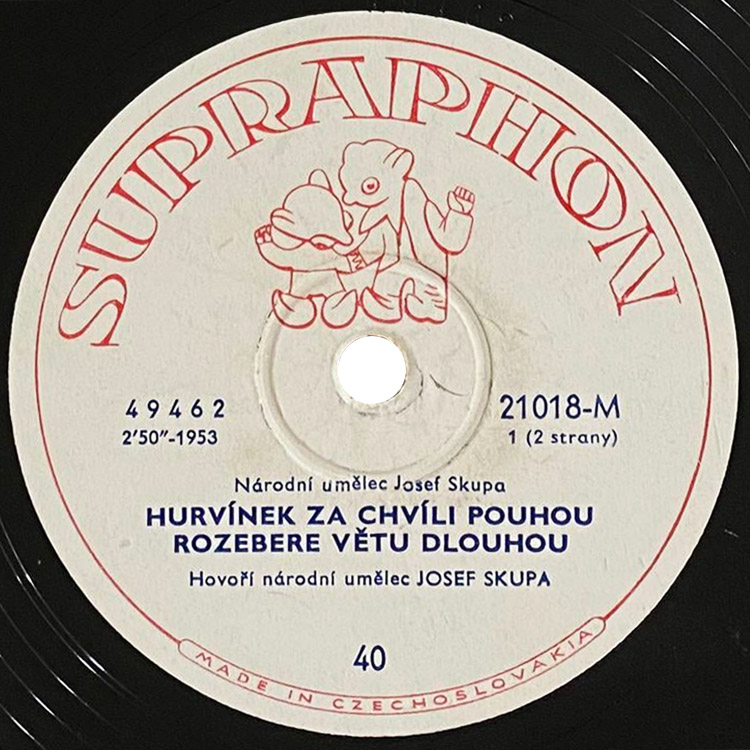 SUPRAPHON
49462
2'50"-1953
21018-M
1 (2 strany)
Národní umělec Josef Skupa
HURVÍNEK ZA CHVÍLI POUHOU
ROZEBERE VĚTU DLOUHOU
Hovoří národní umělec JOSEF SKUPA
40
MADE IN CZECHOSLOVAKIA